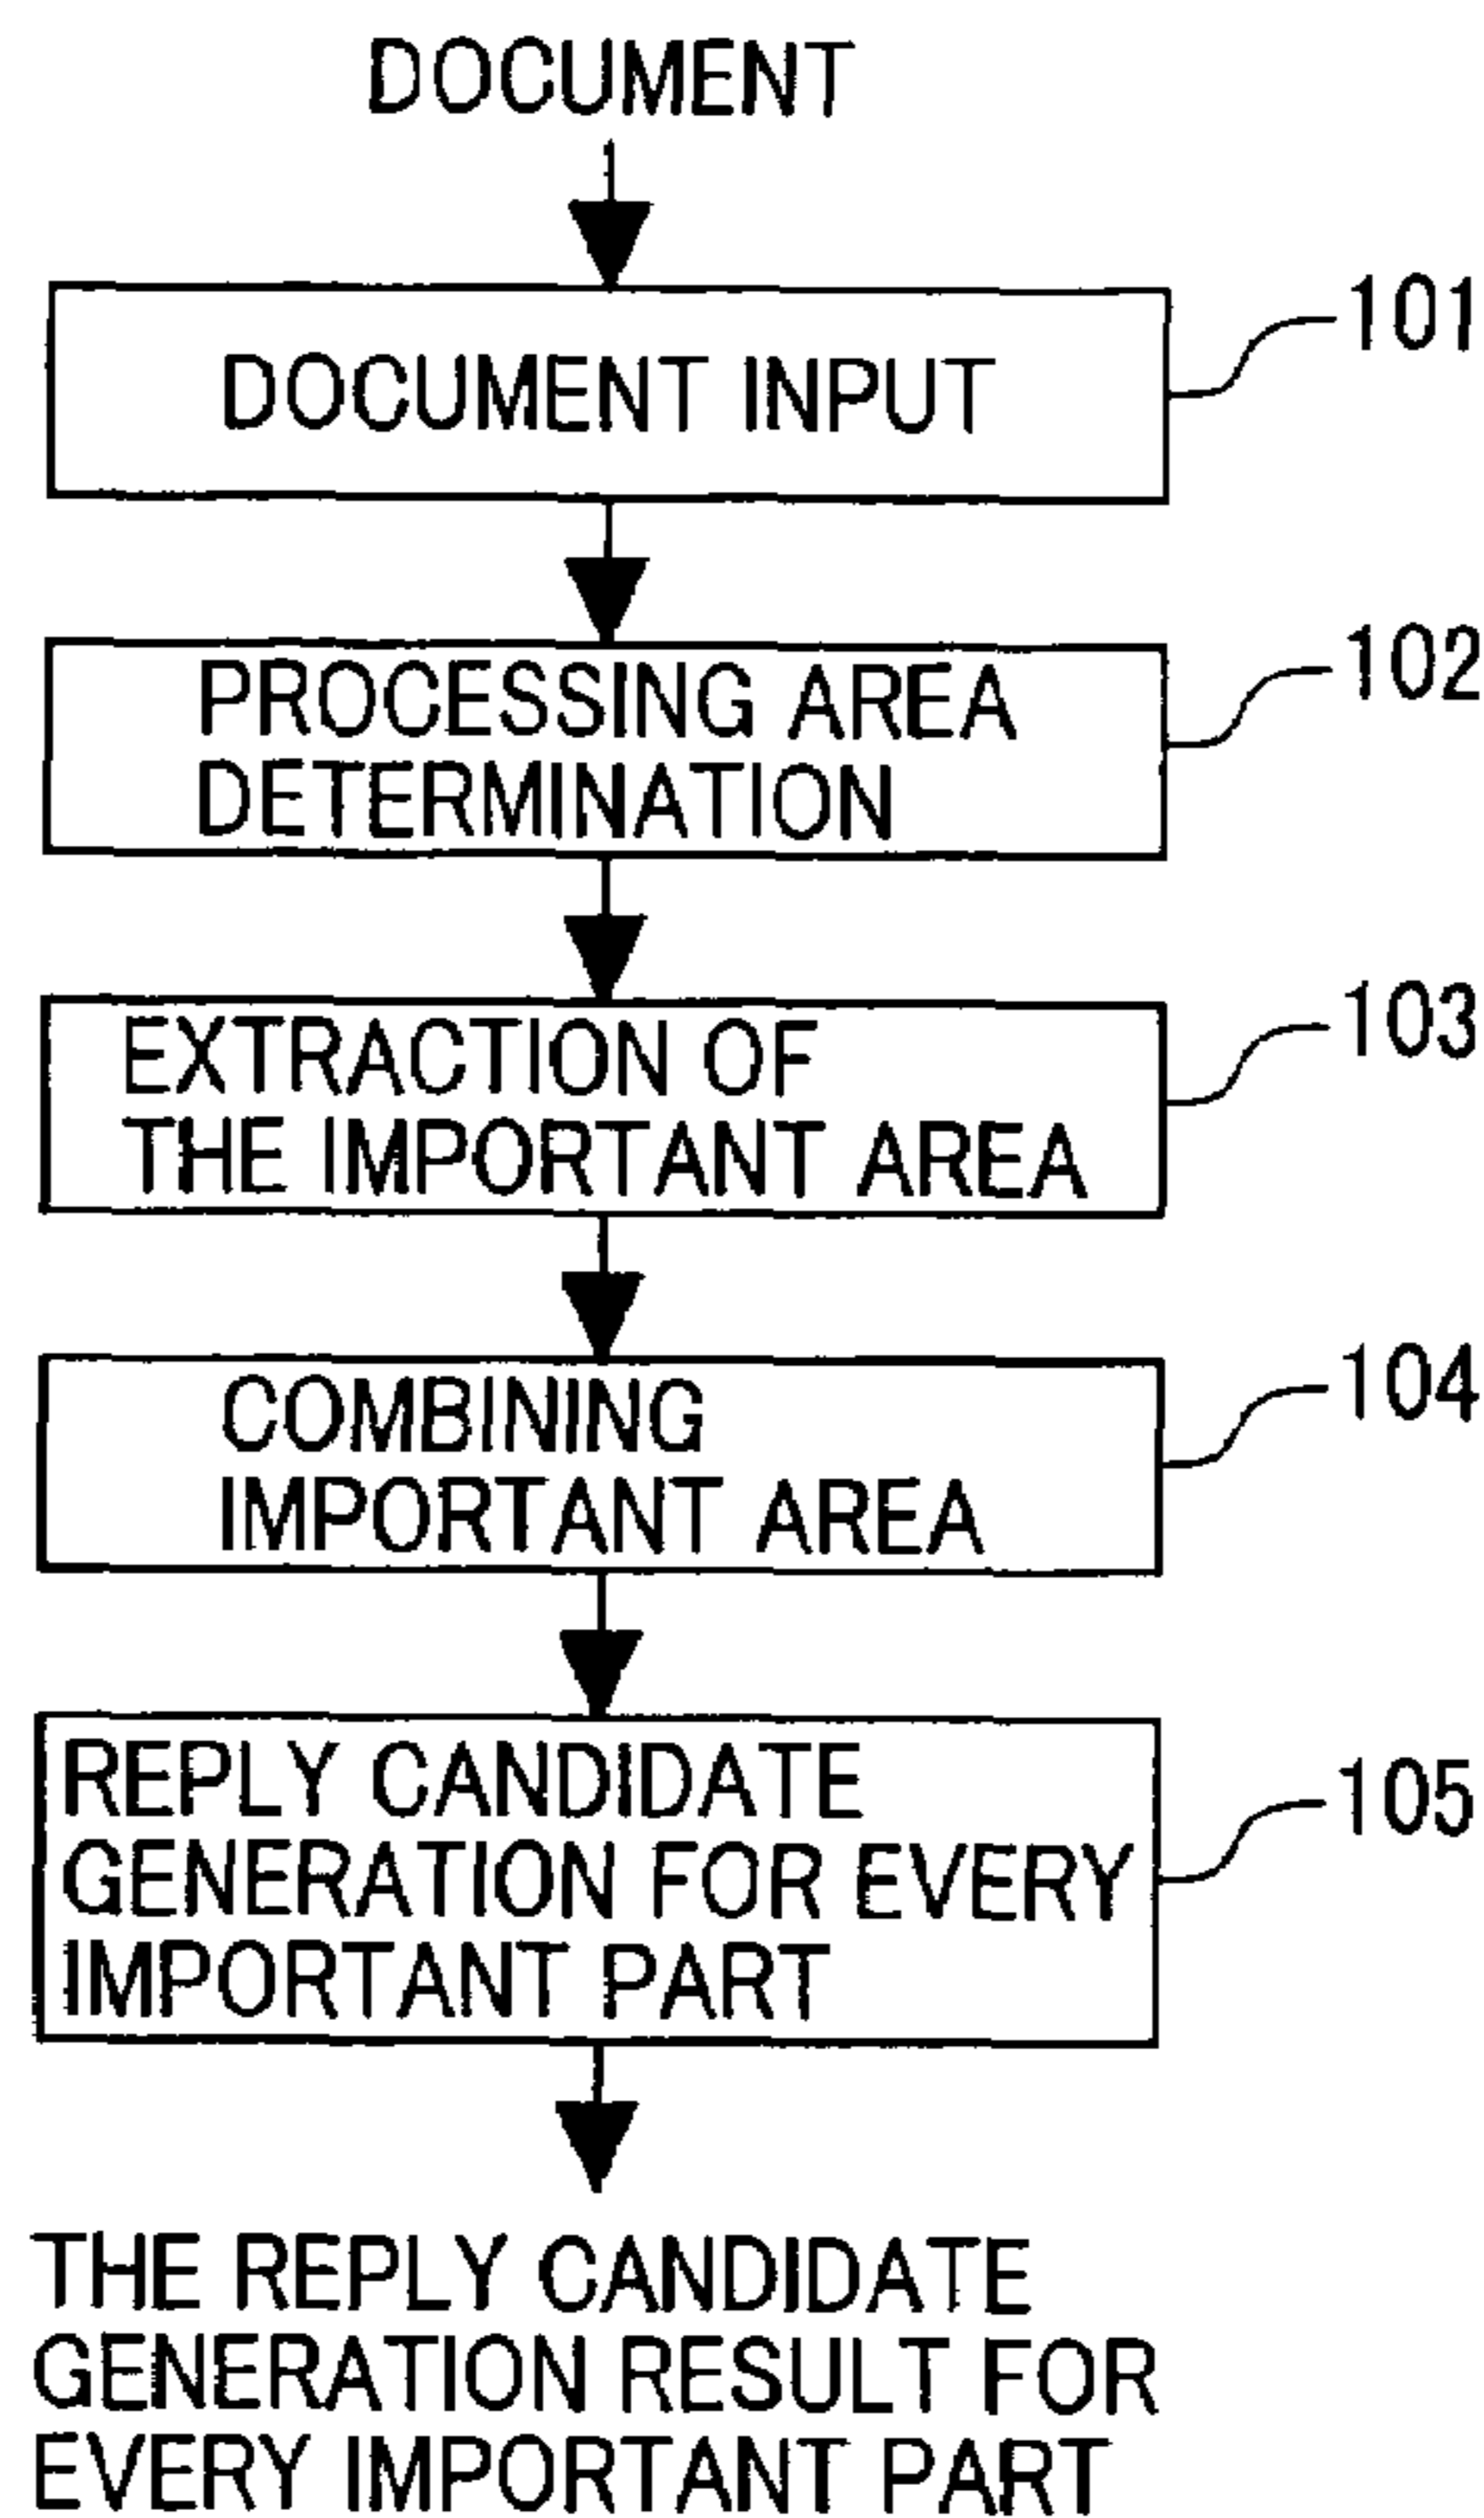 DOCUMENT
DOCUMENT INPUT
101
PROCESSING AREA
DETERMINATION
102
EXTRACTION OF
THE IMPORTANT AREA
103
COMBINING
IMPORTANT AREA
104
REPLY CANDIDATE
GENERATION FOR EVERY
IMPORTANT PART
105
THE REPLY CANDIDATE
GENERATION RESULT FOR
EVERY IMPORTANT PART